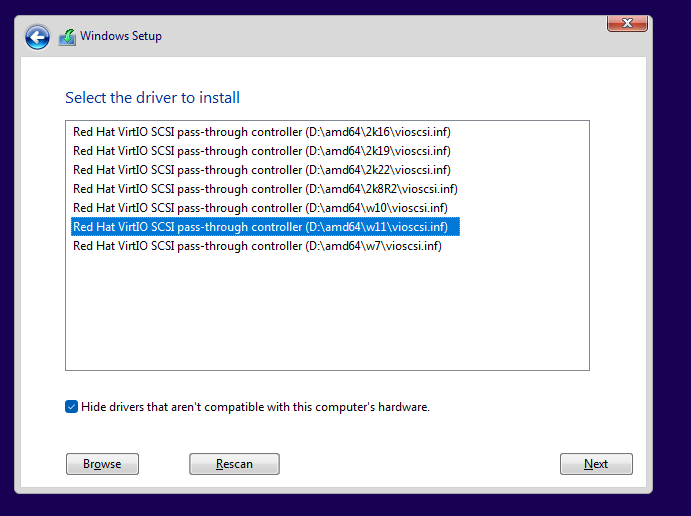 Windows Setup
Select the driver to install
Red Hat VirtIO SCSI pass-through controller (D:\amd64\2k16\vioscsi.inf)
Red Hat VirtIO SCSI pass-through controller (D:\amd64\2k19\vioscsi.inf)
Red Hat VirtIO SCSI pass-through controller (D:\amd64\2k22\vioscsi.inf)
Red Hat VirtIO SCSI pass-through controller (D:\amd64\2k8R2\vioscsi.inf)
Red Hat VirtIO SCSI pass-through controller (D:\amd64\w10\vioscsi.inf)
Red Hat VirtIO SCSI pass-through controller (D:\amd64\w11\vioscsi.inf)
Red Hat VirtIO SCSI pass-through controller (D:\amd64\w7\vioscsi.inf)
Hide drivers that aren't compatible with this computer's hardware.
Browse Rescan Next